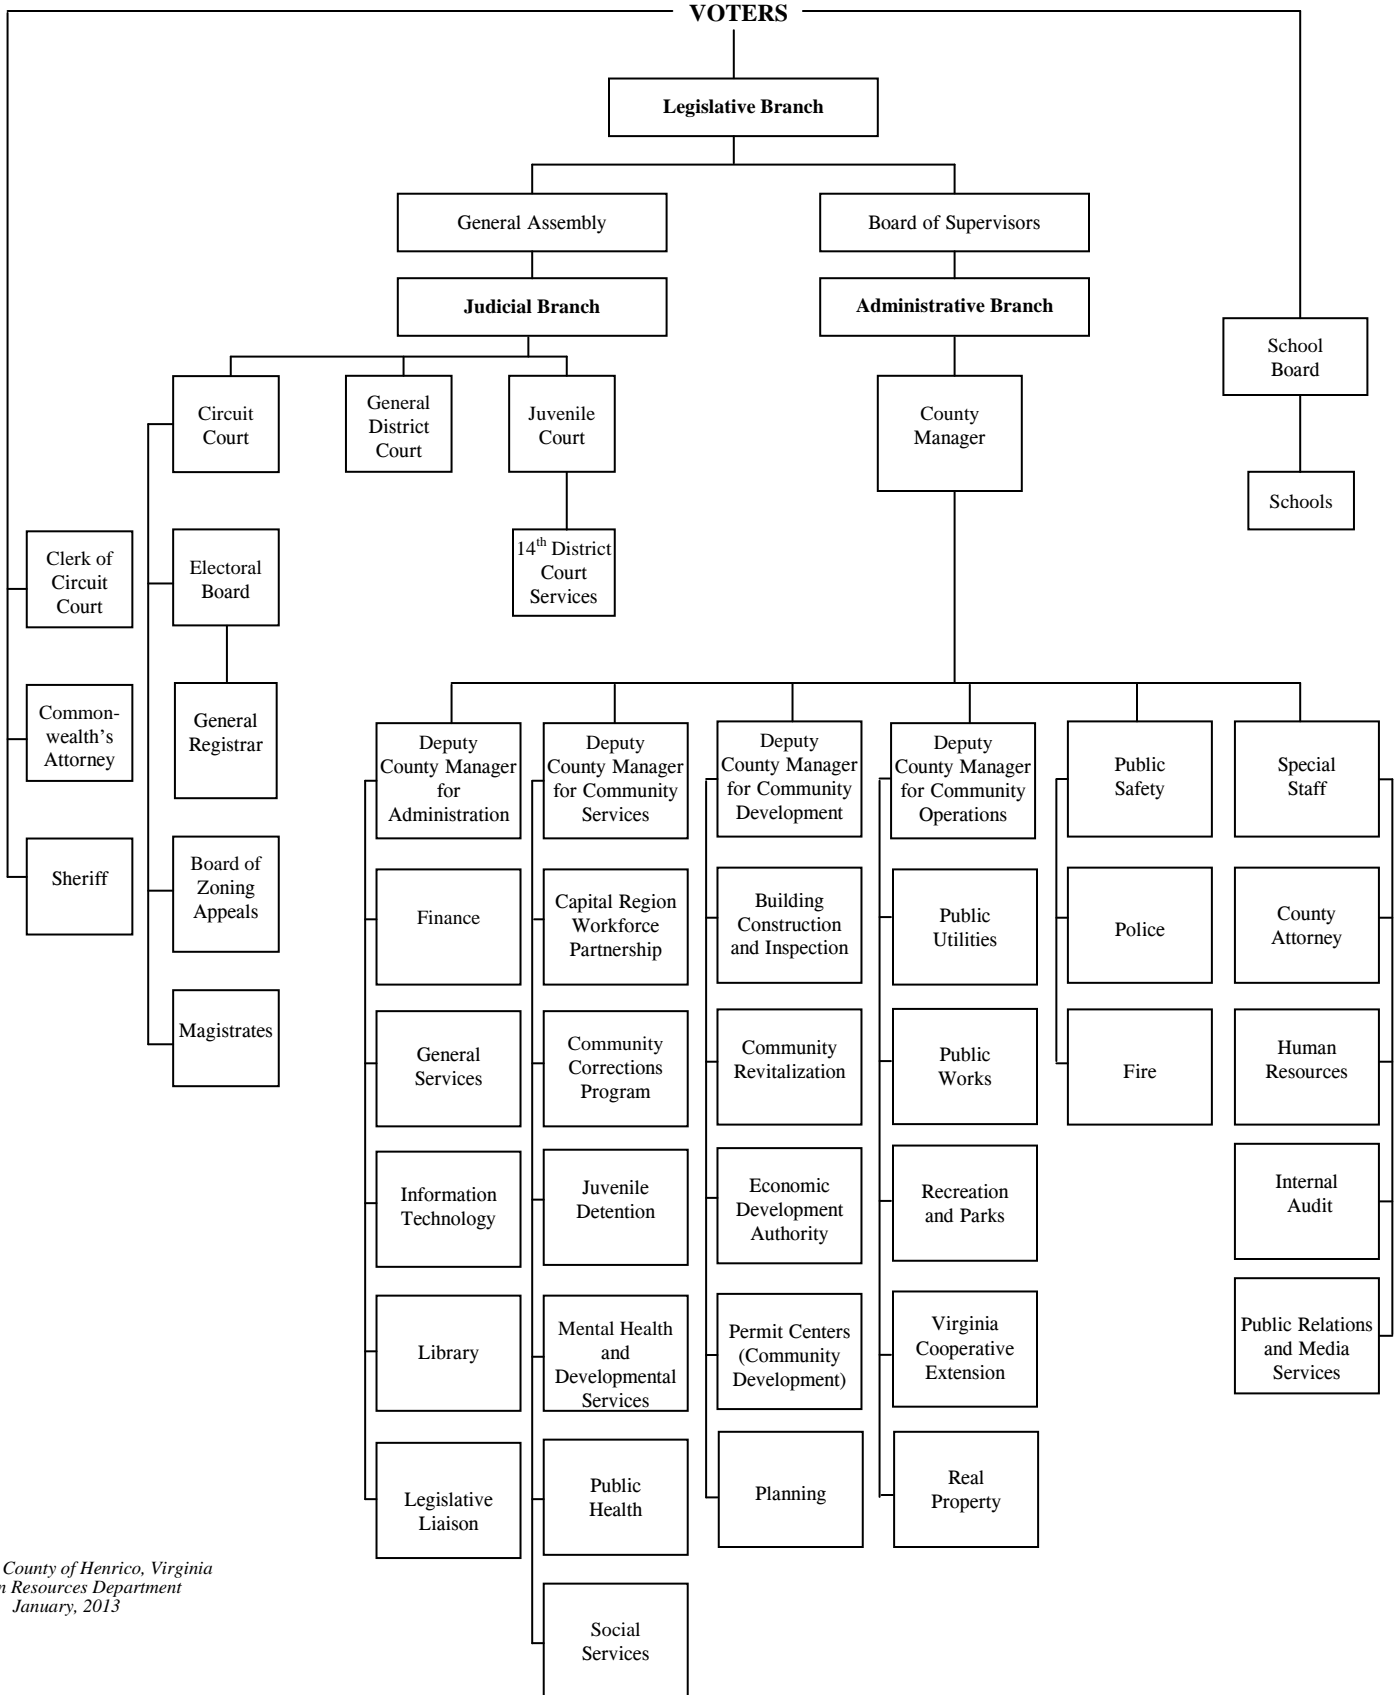 VOTERS
Legislative Branch
General Assembly
Board of Supervisors
Judicial Branch
Administrative Branch
School
Board
Circuit
Court
General
District
Court
Juvenile
Court
County
Manager
Schools
Clerk of
Circuit
Court
Electoral
Board
14th District
Court
Services
Common-
wealth's
Attorney
General
Registrar
Sheriff
Board of
Zoning
Appeals
Magistrates
Deputy
County Manager
for
Administration
Finance
General
Services
Information
Technology
Library
Legislative
Liaison
Deputy
County Manager
for Community
Services
Capital Region
Workforce
Partnership
Community
Corrections
Program
Juvenile
Detention
Mental Health
and
Developmental
Services
Public
Health
Social
Services
Deputy
County Manager
for Community
Development
Building
Construction
and Inspection
Community
Revitalization
Economic
Development
Authority
Permit Centers
(Community
Development)
Planning
Deputy
County Manager
for Community
Operations
Public
Utilities
Public
Works
Recreation
and Parks
Virginia
Cooperative
Extension
Real
Property
Public
Safety
Police
Fire
Special
Staff
County
Attorney
Human
Resources
Internal
Audit
Public Relations
and Media
Services
County of Henrico, Virginia
n Resources Department
January, 2013